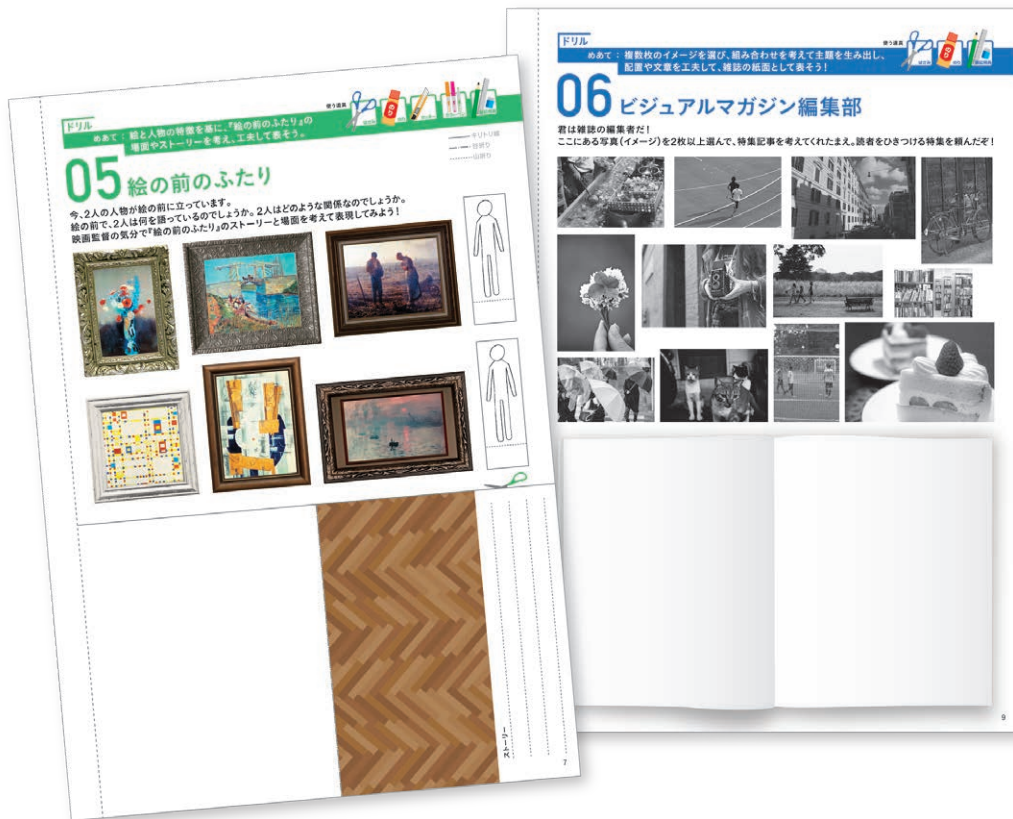 ドリル
使う道具
めあて：絵と人物の特徴を基に、『絵の前のふたり』の
場面やストーリーを考え、工夫して表そう。
キリトリ線
谷折り
山折り
05 絵の前のふたり
今、2人の人物が絵の前に立っています。
絵の前で、2人は何を語っているのでしょうか。2人はどのような関係なのでしょうか。
映画監督の気分で『絵の前のふたり』のストーリーと場面を考えて表現してみよう！
ストーリー
7
ドリル
使う道具
めあて：複数枚のイメージを選び、組み合わせを考えて主題を生み出し、
配置や文章を工夫して、雑誌の紙面として表そう！
06 ビジュアルマガジン編集部
君は雑誌の編集者だ！
ここにある写真（イメージ）を2枚以上選んで、特集記事を考えてくれたまえ。読者をひきつける特集を頼んだぞ！
9